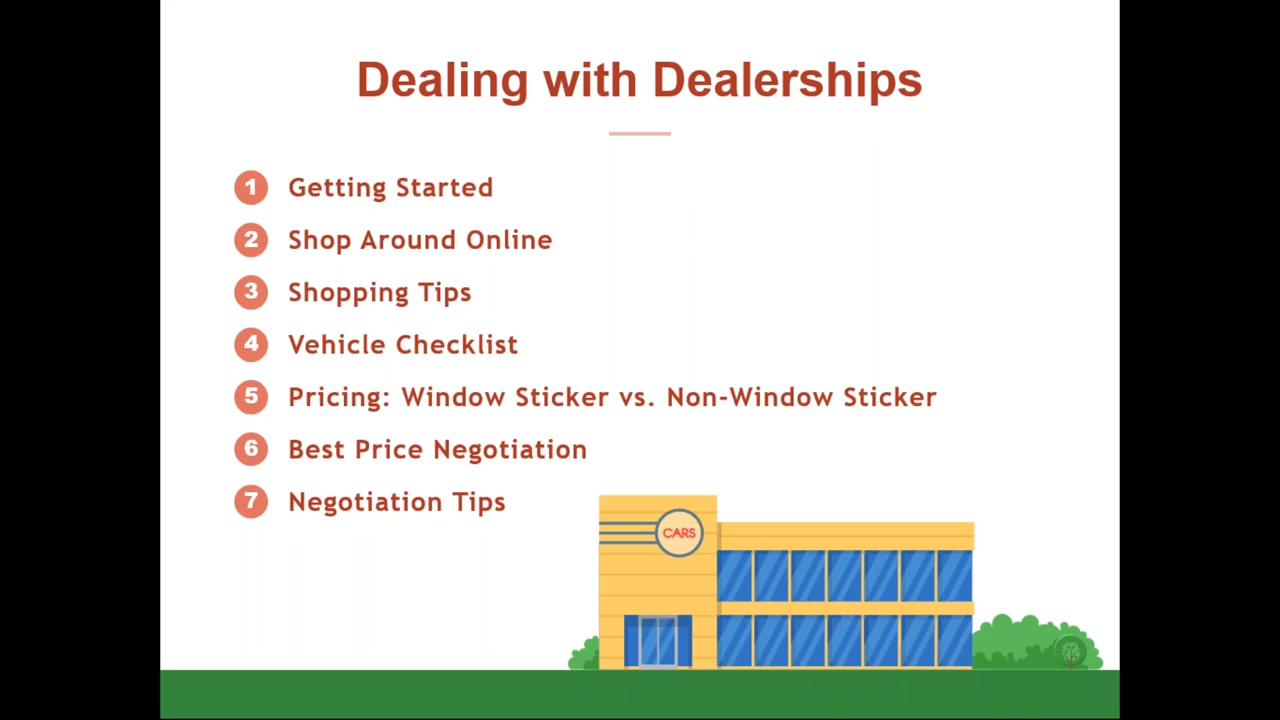 Dealing with Dealerships
1 Getting Started
2 Shop Around Online
3 Shopping Tips
4 Vehicle Checklist
5 Pricing: Window Sticker vs. Non-Window Sticker
6 Best Price Negotiation
7 Negotiation Tips
CARS